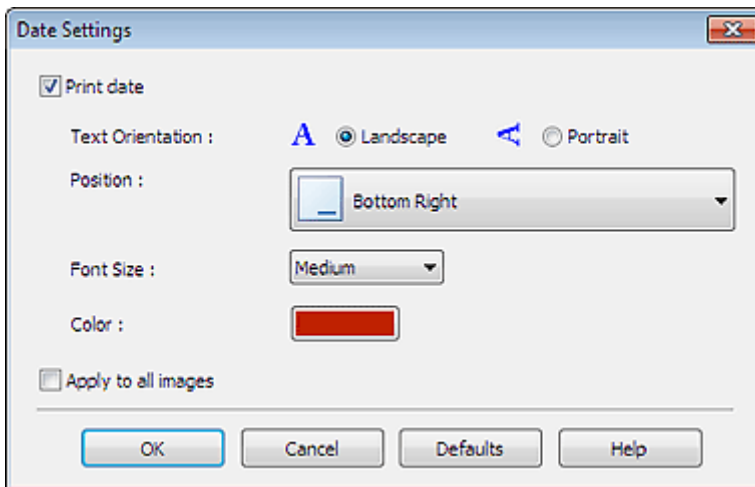 Date Settings
Print date
Text Orientation : A Landscape A Portrait
Position : Bottom Right
Font Size : Medium
Color :
Apply to all images
OK Cancel Defaults Help